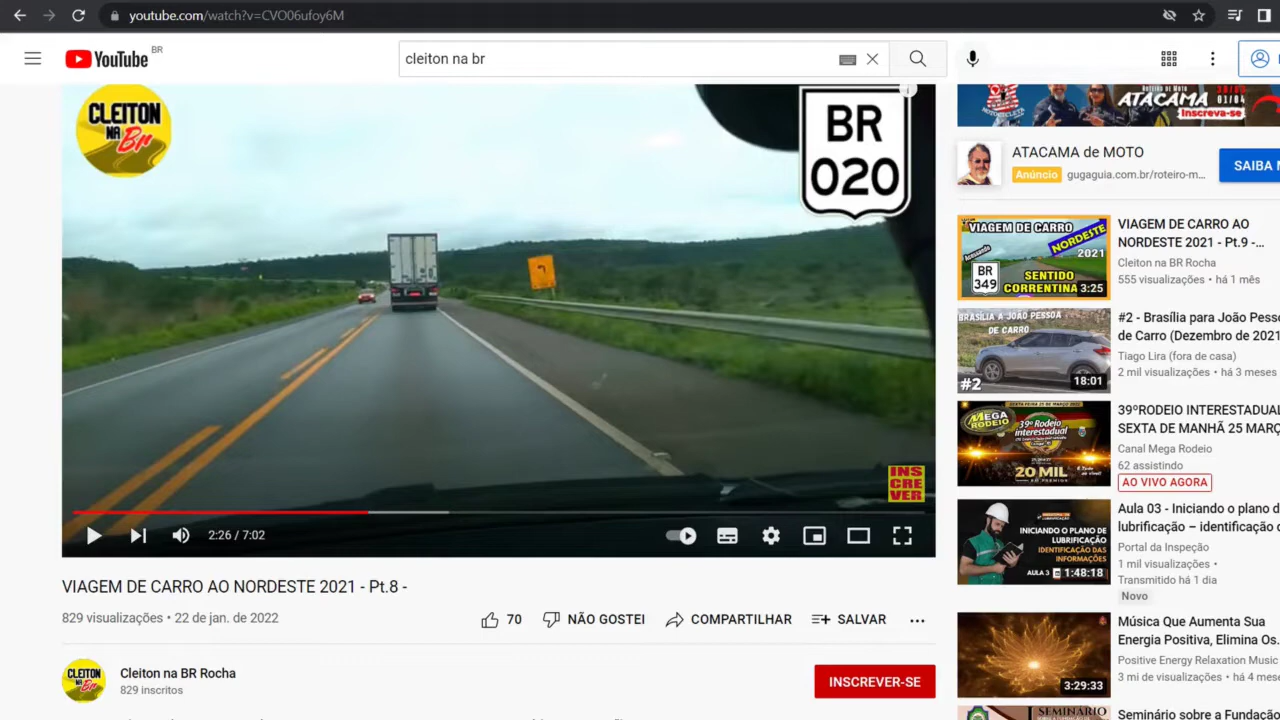 youtube.com/watch?v=CVO06ufoy6M
YouTube BR
cleiton na br
CLEITON
NA Br
BR
020
INS
CRE
VER
2:26 / 7:02
VIAGEM DE CARRO AO NORDESTE 2021 - Pt.8 -
829 visualizações • 22 de jan. de 2022
70
NÃO GOSTEI
COMPARTILHAR
SALVAR
CLEITON
NA Br
Cleiton na BR Rocha
829 inscritos
INSCREVER-SE
ATACAMA
01/04
Inscreva-se
ATACAMA de MOTO
Anúncio gugaguia.com.br/roteiro-m...
SAIBA
VIAGEM DE CARRO
NORDESTE
2021
Acessando
BR
349
SENTIDO
CORRENTINA
3:25
VIAGEM DE CARRO AO
NORDESTE 2021 - Pt.9 -...
Cleiton na BR Rocha
555 visualizações • há 1 mês
BRASÍLIA A JOÃO PESSOA
DE CARRO
#2
18:01
#2 - Brasília para João Pesso
de Carro (Dezembro de 2021
Tiago Lira (fora de casa)
2 mil visualizações • há 3 meses
MEGA
RODEIO
39º Rodeio
interestadual
20 MIL
39ºRODEIO INTERESTADUAL
SEXTA DE MANHÃ 25 MARÇ
Canal Mega Rodeio
62 assistindo
AO VIVO AGORA
INICIANDO O PLANO DE
LUBRIFICAÇÃO
IDENTIFICAÇÃO DAS
INFORMAÇÕES
AULA 3
1:48:18
Aula 03 - Iniciando o plano d
lubrificação – identificação d
Portal da Inspeção
1 mil visualizações •
Transmitido há 1 dia
Novo
3:29:33
Música Que Aumenta Sua
Energia Positiva, Elimina Os.
Positive Energy Relaxation Music
3 mi de visualizações • há 4 mese
SEMINÁRIO
Seminário sobre a Fundação